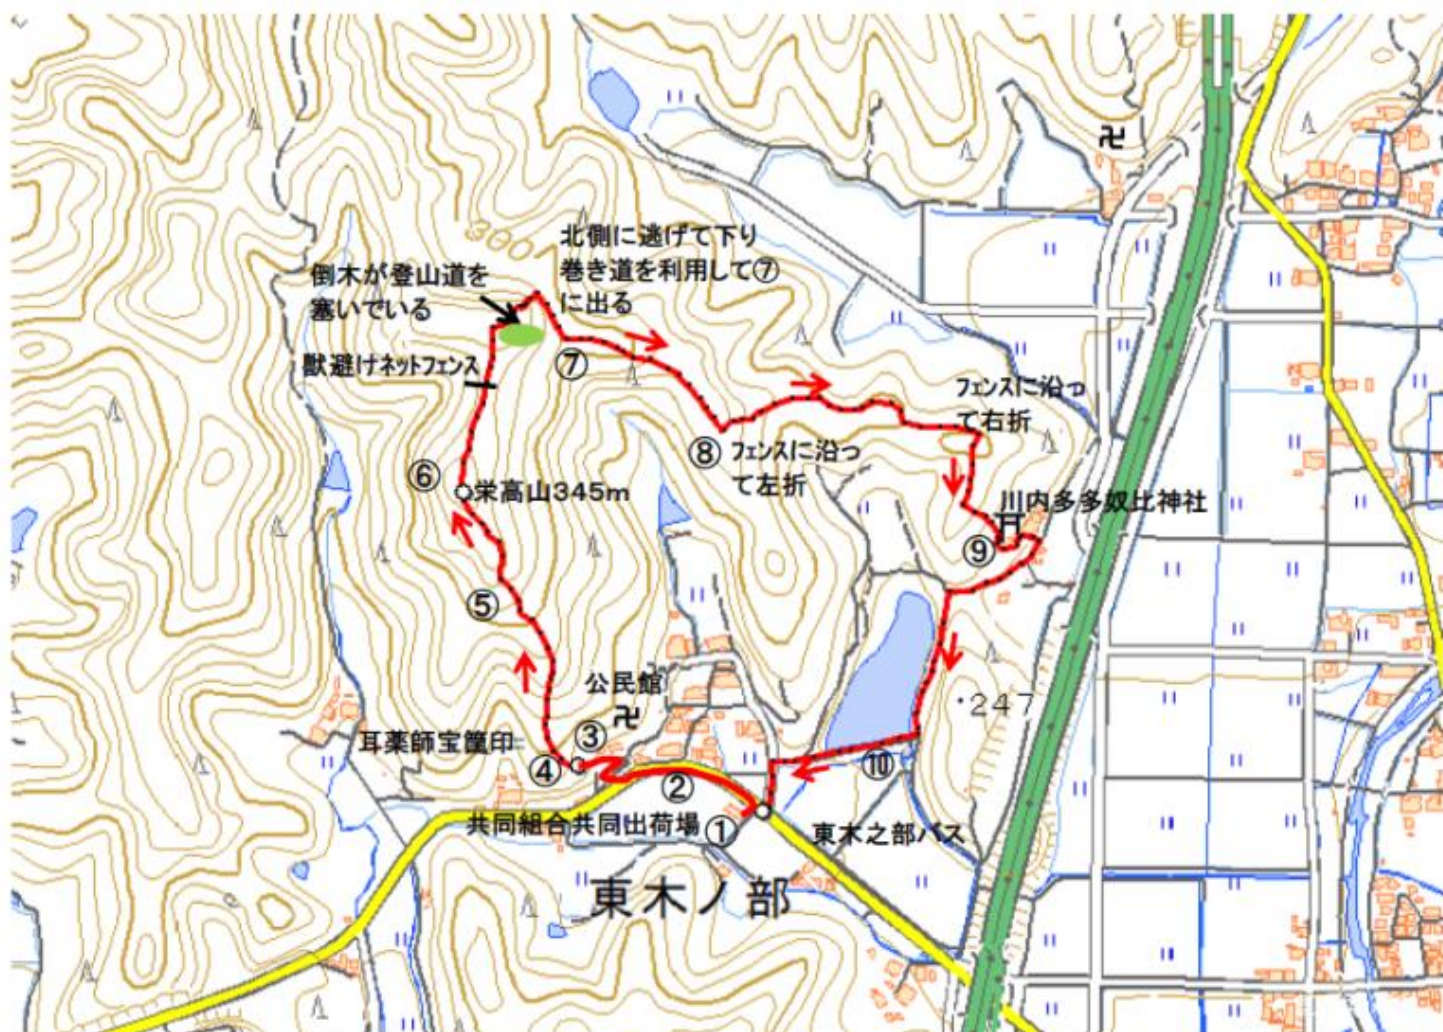 300
北側に逃げて下り
巻き道を利用して⑦
に出る
倒木が登山道を
塞いでいる
獣避けネットフェンス
⑦
フェンスに沿っ
て右折
⑧
フェンスに沿っ
て左折
⑥
栄高山345m
川内多多奴比神社
⑨
⑤
公民館
・247
耳薬師宝篋印
③
④
②
⑩
共同組合共同出荷場
①
東木之部バス
東木ノ部